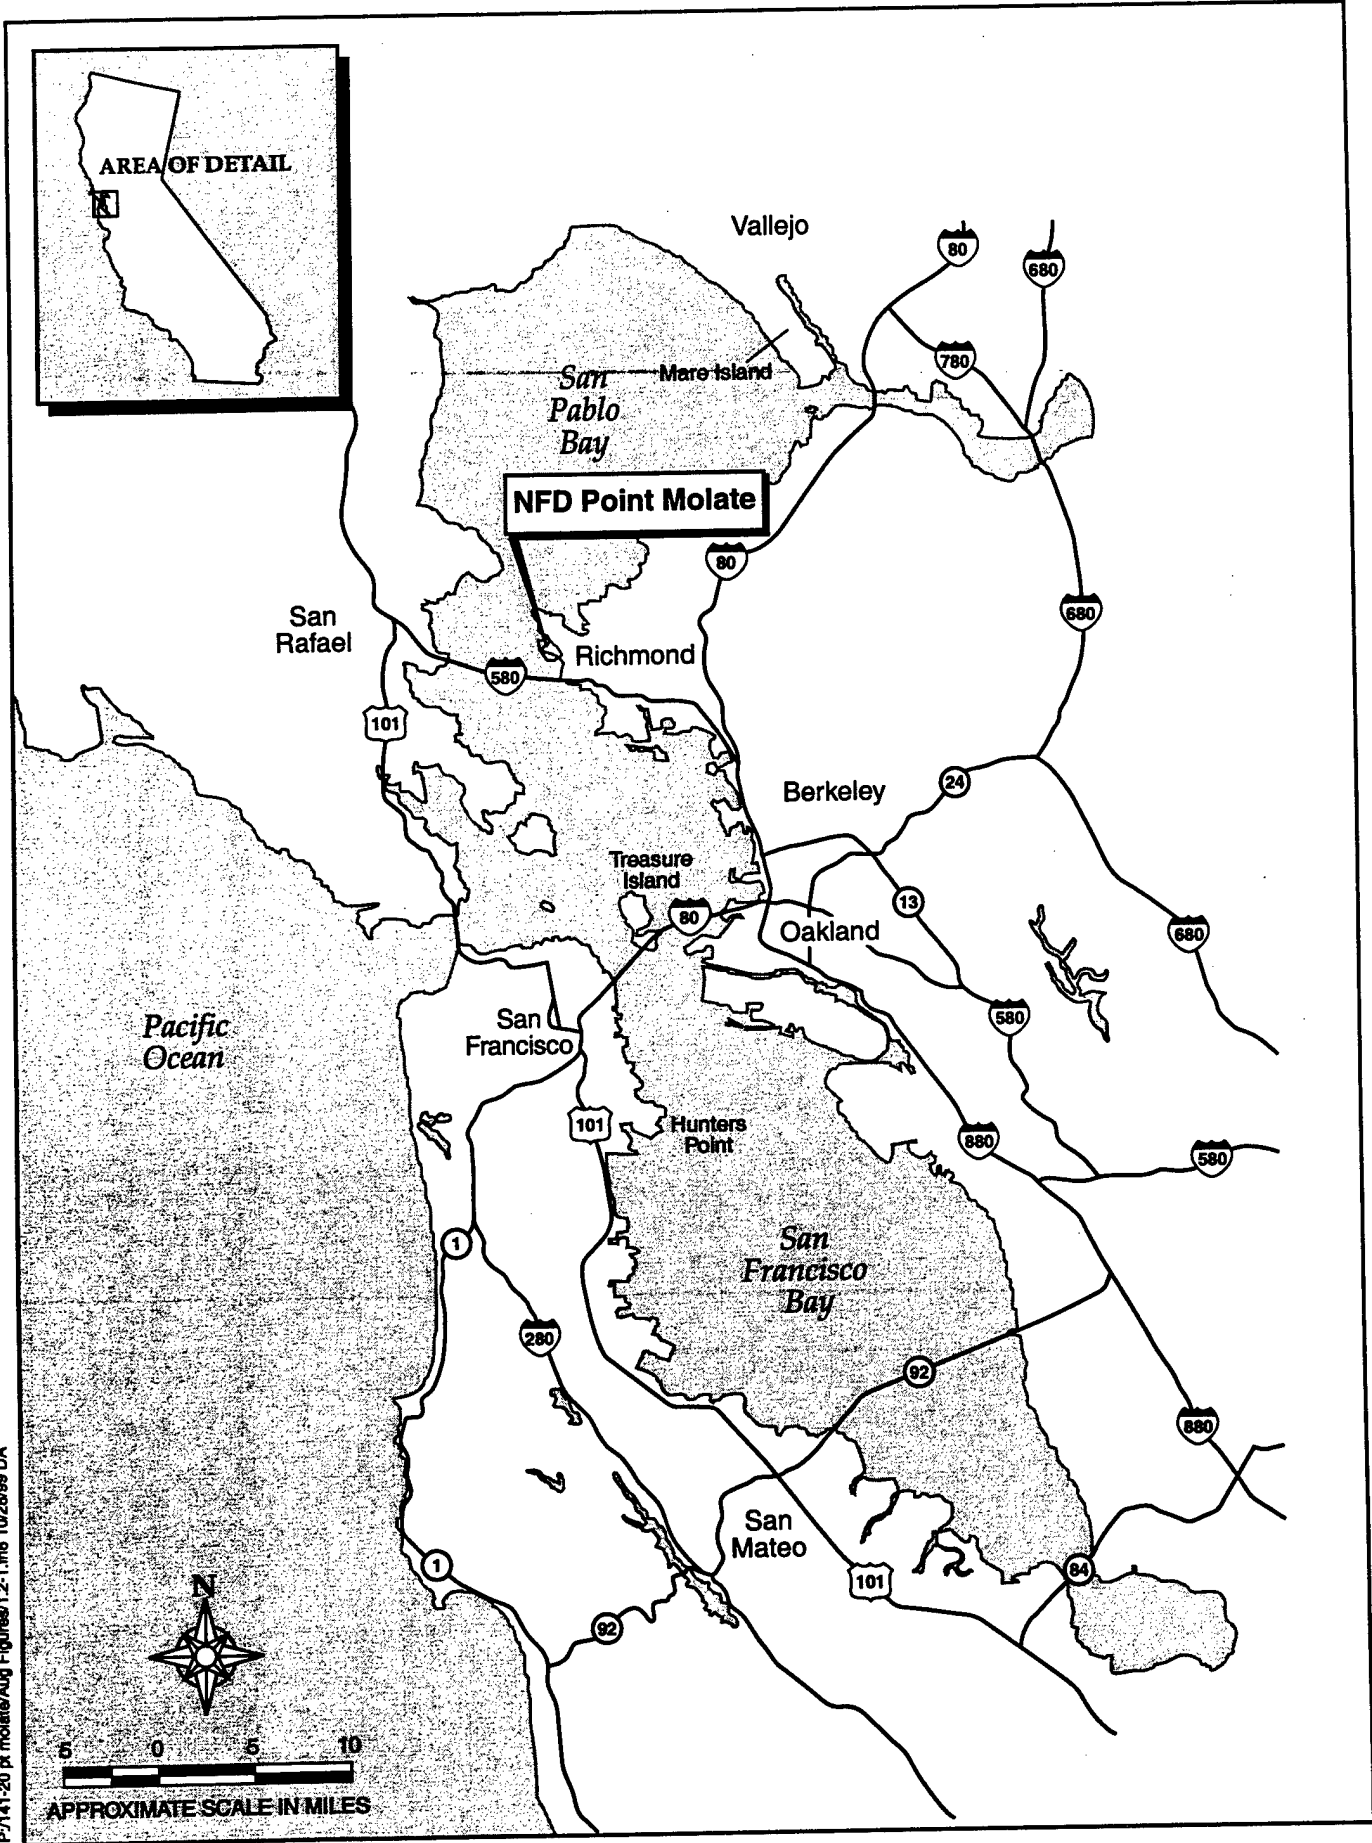 AREA OF DETAIL
Vallejo
80
680
780
Mare Island
San
Pablo
Bay
NFD Point Molate
80
680
San
Rafael
Richmond
580
101
Berkeley
24
Treasure
Island
80
13
Oakland
680
580
Pacific
Ocean
San
Francisco
101
Hunters
Point
880
580
1
San
Francisco
Bay
280
92
880
San
Mateo
1
101
84
92
N
5 0 5 10
APPROXIMATE SCALE IN MILES